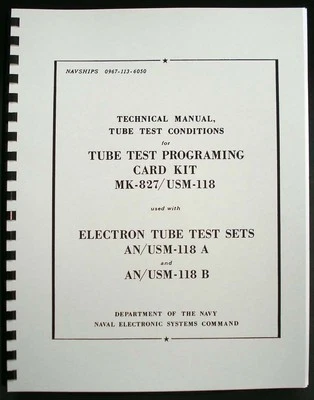 NAVSHIPS 0967-113-6050
TECHNICAL MANUAL,
TUBE TEST CONDITIONS
for
TUBE TEST PROGRAMING
CARD KIT
MK-827/USM-118
used with
ELECTRON TUBE TEST SETS
AN/USM-118 A
and
AN/USM-118 B
DEPARTMENT OF THE NAVY
NAVAL ELECTRONIC SYSTEMS COMMAND